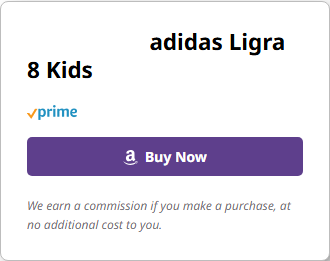 adidas Ligra
8 Kids
prime
a Buy Now
We earn a commission if you make a purchase, at
no additional cost to you.